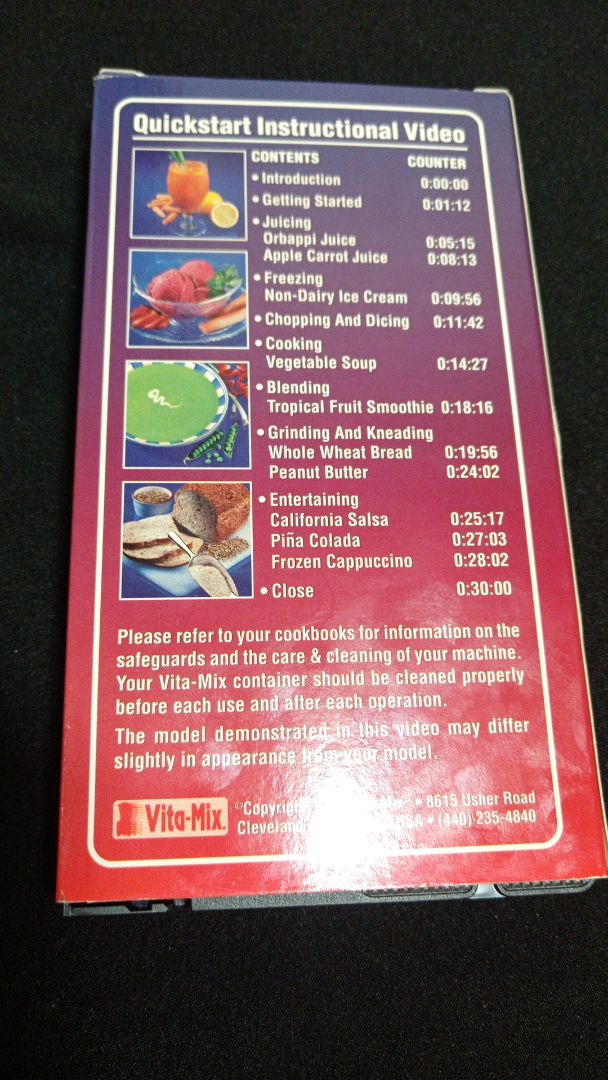 Quickstart Instructional Video
CONTENTS COUNTER
• Introduction 0:00:00
• Getting Started 0:01:12
• Juicing
Orbappi Juice 0:05:15
Apple Carrot Juice 0:08:13
• Freezing
Non-Dairy Ice Cream 0:09:56
• Chopping And Dicing 0:11:42
• Cooking
Vegetable Soup 0:14:27
• Blending
Tropical Fruit Smoothie 0:18:16
• Grinding And Kneading
Whole Wheat Bread 0:19:56
Peanut Butter 0:24:02
• Entertaining
California Salsa 0:25:17
Piña Colada 0:27:03
Frozen Cappuccino 0:28:02
• Close 0:30:00
Please refer to your cookbooks for information on the
safeguards and the care & cleaning of your machine.
Your Vita-Mix container should be cleaned properly
before each use and after each operation.
The model demonstrated in this video may differ
slightly in appearance from your model.
Vita-Mix® • 8615 Usher Road
Cleveland • (440) 235-4840